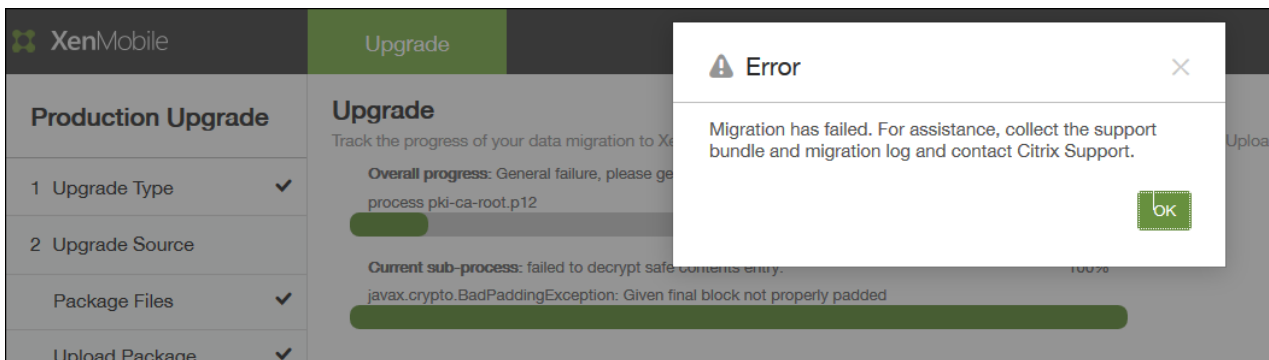 XenMobile
Upgrade
Error
Migration has failed. For assistance, collect the support
bundle and migration log and contact Citrix Support.
OK
Production Upgrade
1 Upgrade Type
2 Upgrade Source
Package Files
Upload Package
Upgrade
Track the progress of your data migration to Xe
Uploa
Overall progress: General failure, please ge
process pki-ca-root.p12
Current sub-process: failed to decrypt safe contents entry: 100%
javax.crypto.BadPaddingException: Given final block not properly padded